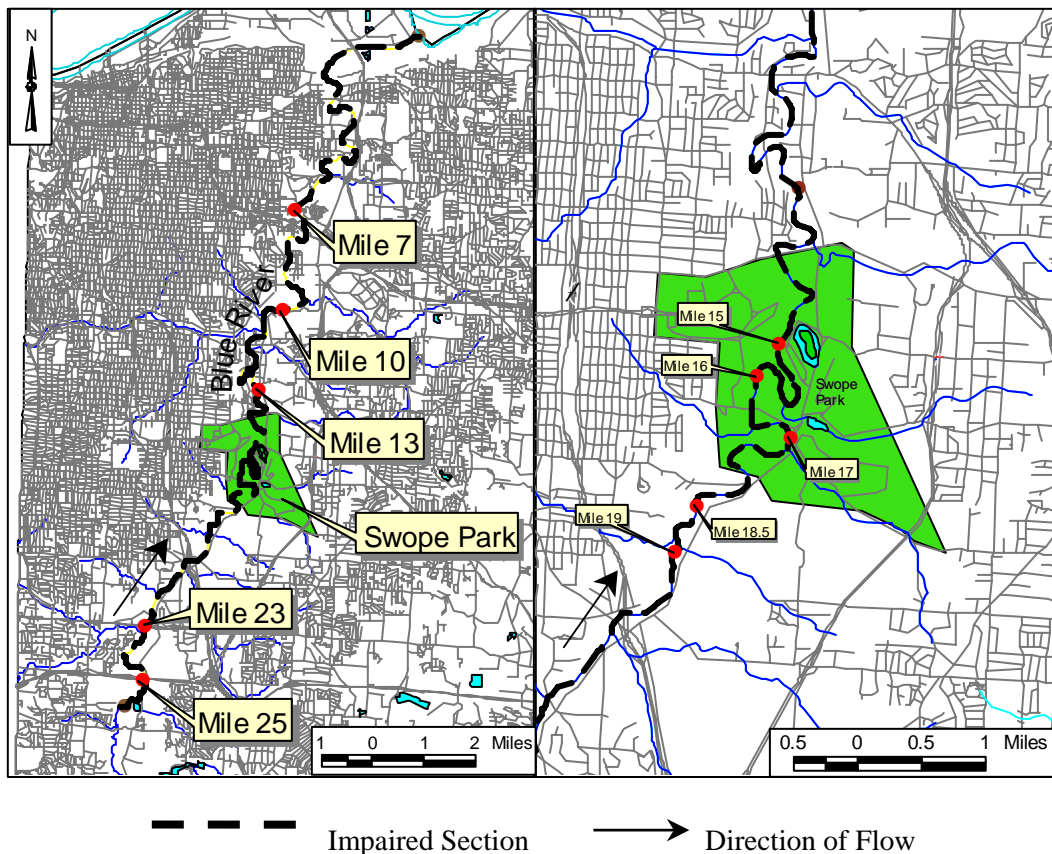 N
Blue River
Mile 7
Mile 10
Mile 13
Swope Park
Mile 23
Mile 25
1 0 1 2 Miles
Mile 15
Mile 16
Swope
Park
Mile 17
Mile 18.5
Mile 19
0.5 0 0.5 1 Miles
Impaired Section
Direction of Flow